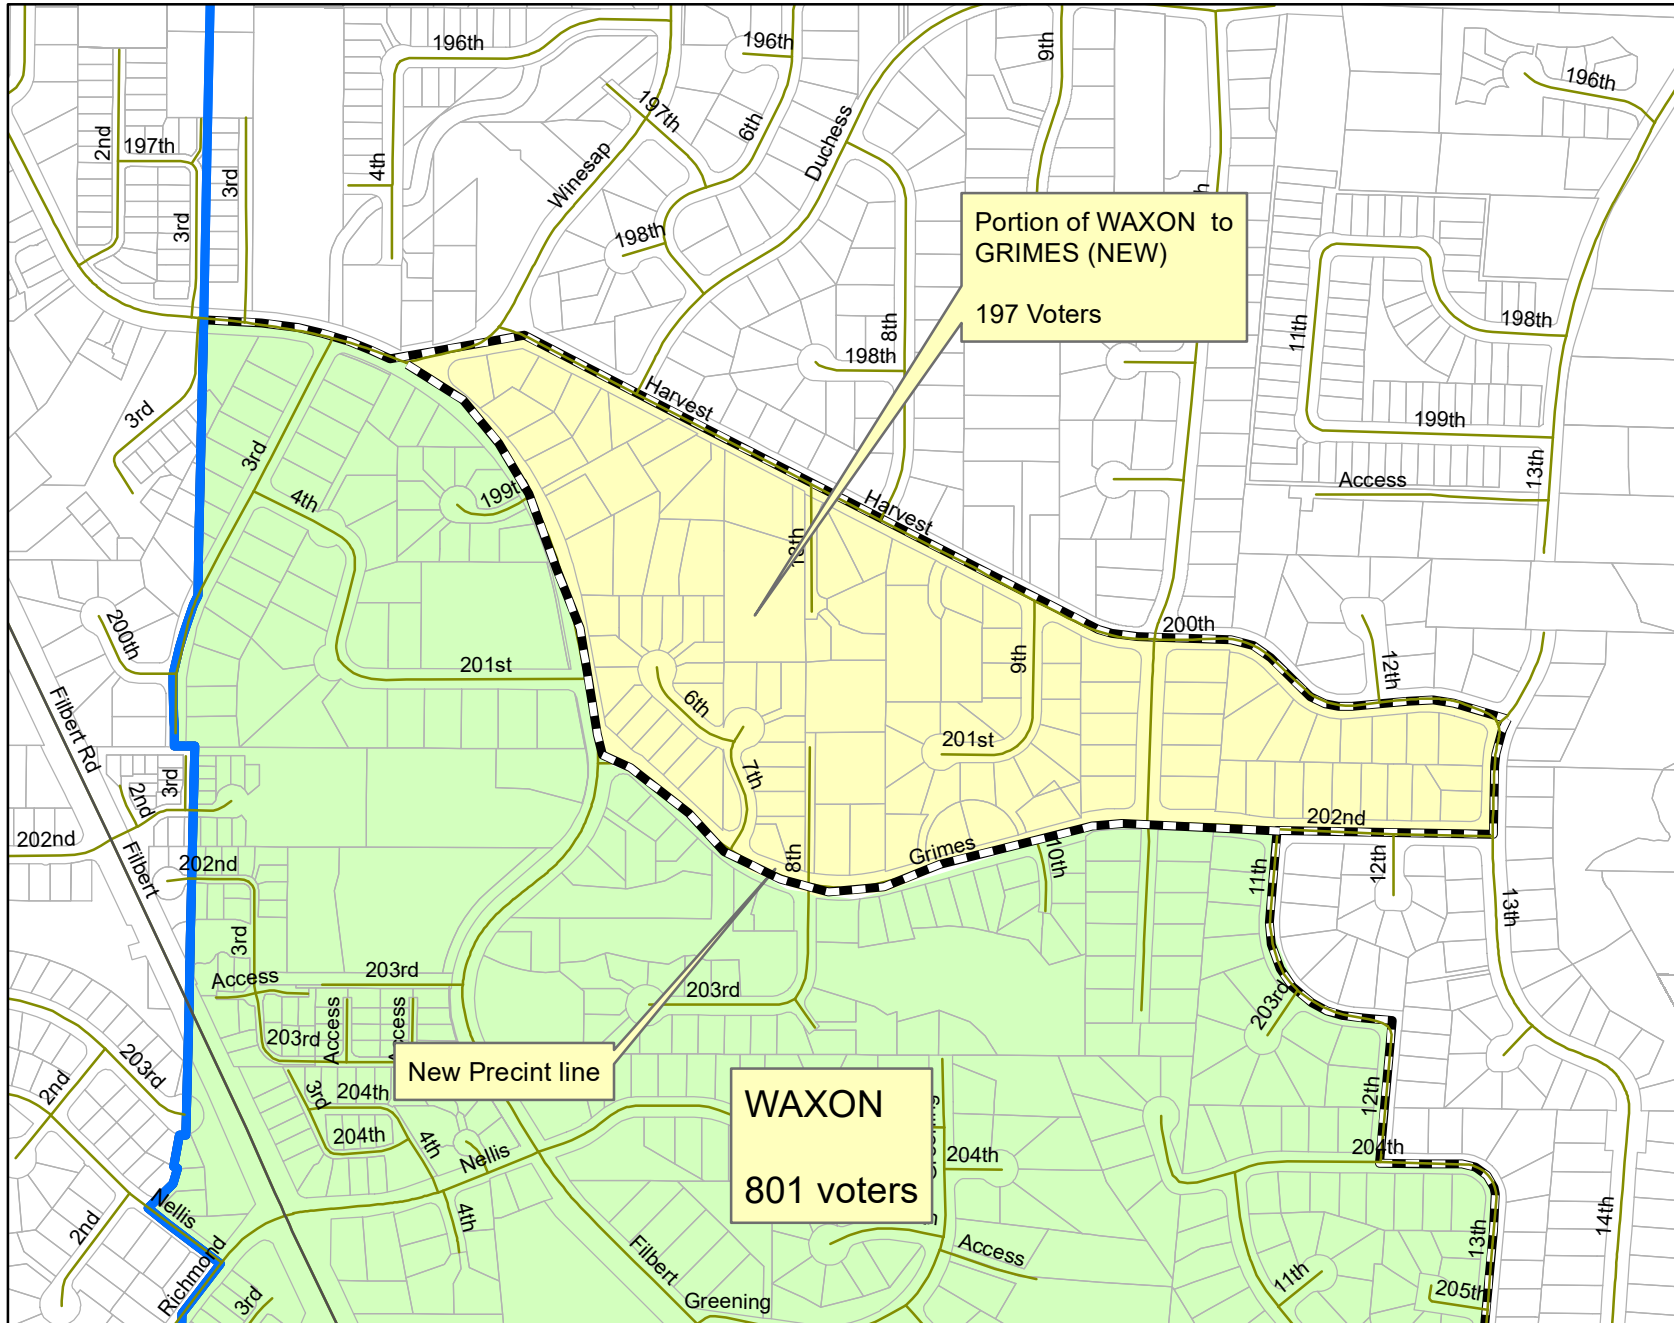 196th
196th
9th
196th
2nd
197th
3rd
3rd
4th
197th
6th
Winesap
Duchess
198th
Portion of WAXON to
GRIMES (NEW)
197 Voters
8th
198th
11th
198th
199th
Access
13th
3rd
Harvest
Harvest
3rd
4th
200th
201st
200th
12th
9th
6th
201st
7th
Filbert Rd
3rd
2nd
202nd
202nd
Filbert
202nd
8th
Grimes
10th
11th
12th
13th
3rd
Access
203rd
203rd
203rd
Access
203rd
New Precint line
203rd
2nd
3rd
204th
204th
4th
Nellis
WAXON
801 voters
204th
12th
204th
Nellis
2nd
4th
Richmond
3rd
Filbert
Greening
Access
11th
13th
205th
14th